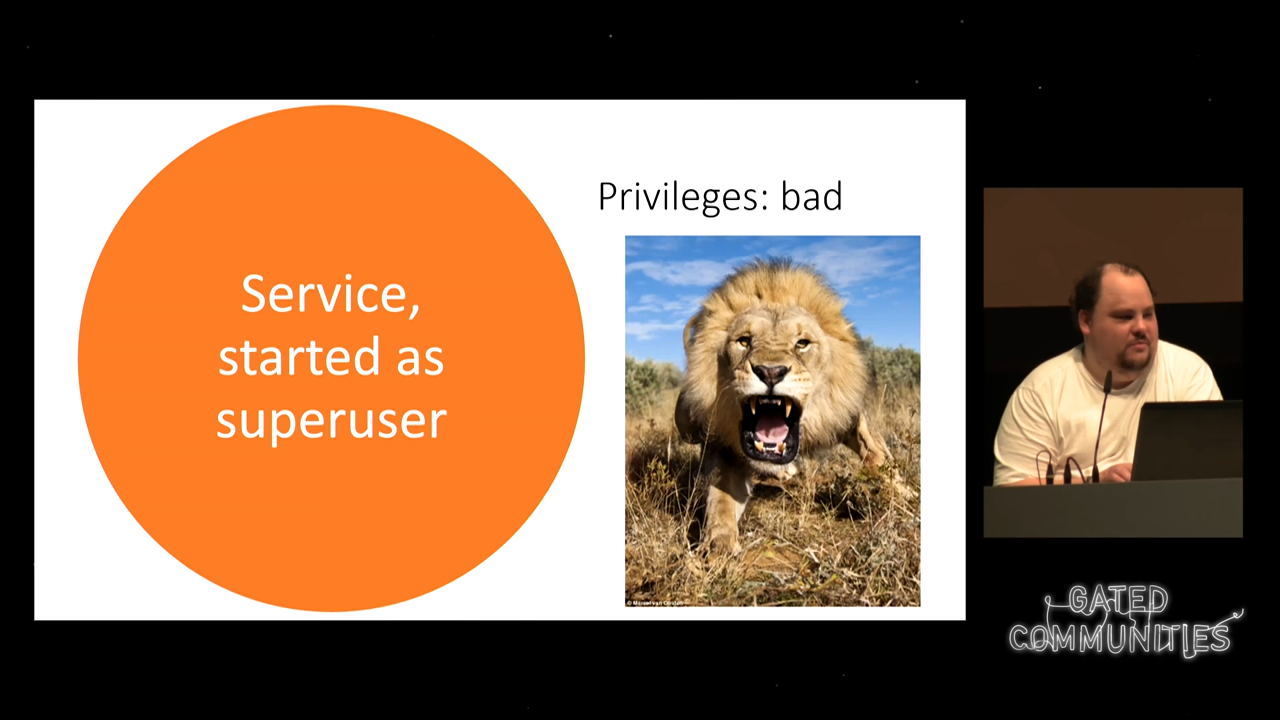 Service,
started as
superuser
Privileges: bad
GATED
COMMUNITIES